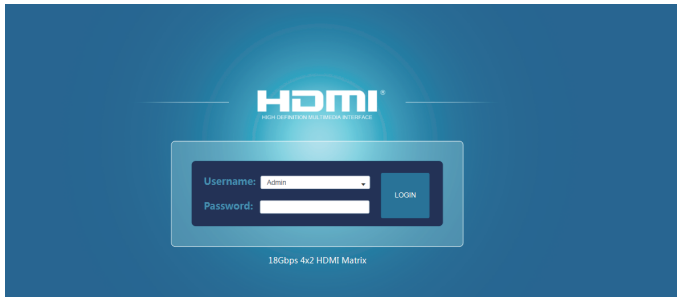 HDMI®
HIGH DEFINITION MULTIMEDIA INTERFACE
Username: Admin
LOGIN
Password:
18Gbps 4x2 HDMI Matrix